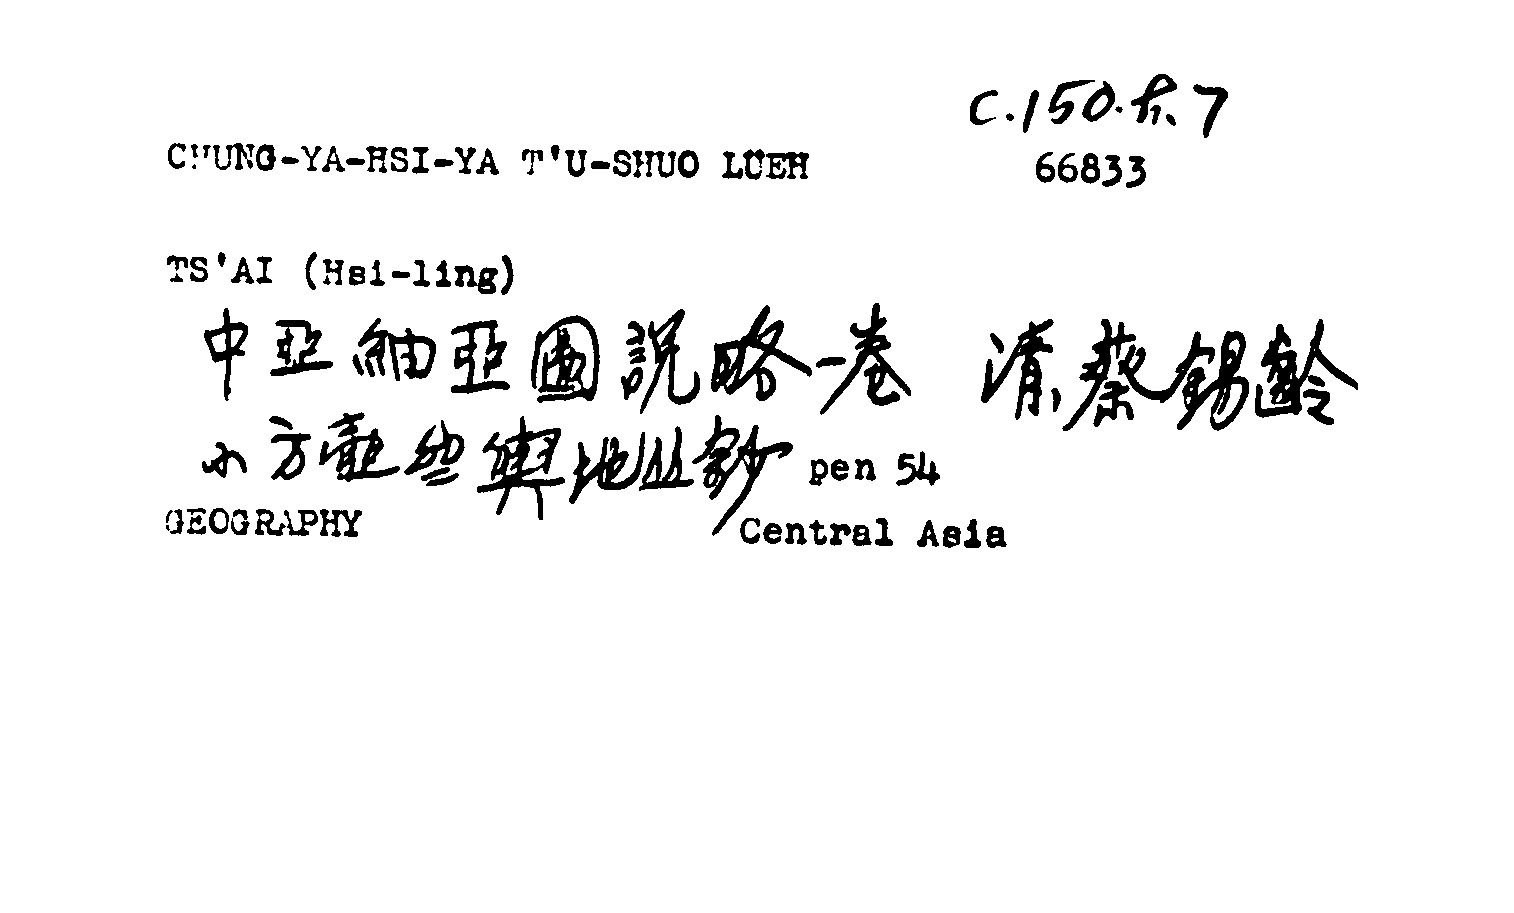 C.150.h.7
CHUNG-YA-HSI-YA T'U-SHUO LÜEH
66833
TS'AI (Hsi-ling)
中亞細亞圖說略一卷 清 蔡錫齡
小方壺齋輿地叢鈔 pen 54
GEOGRAPHY Central Asia